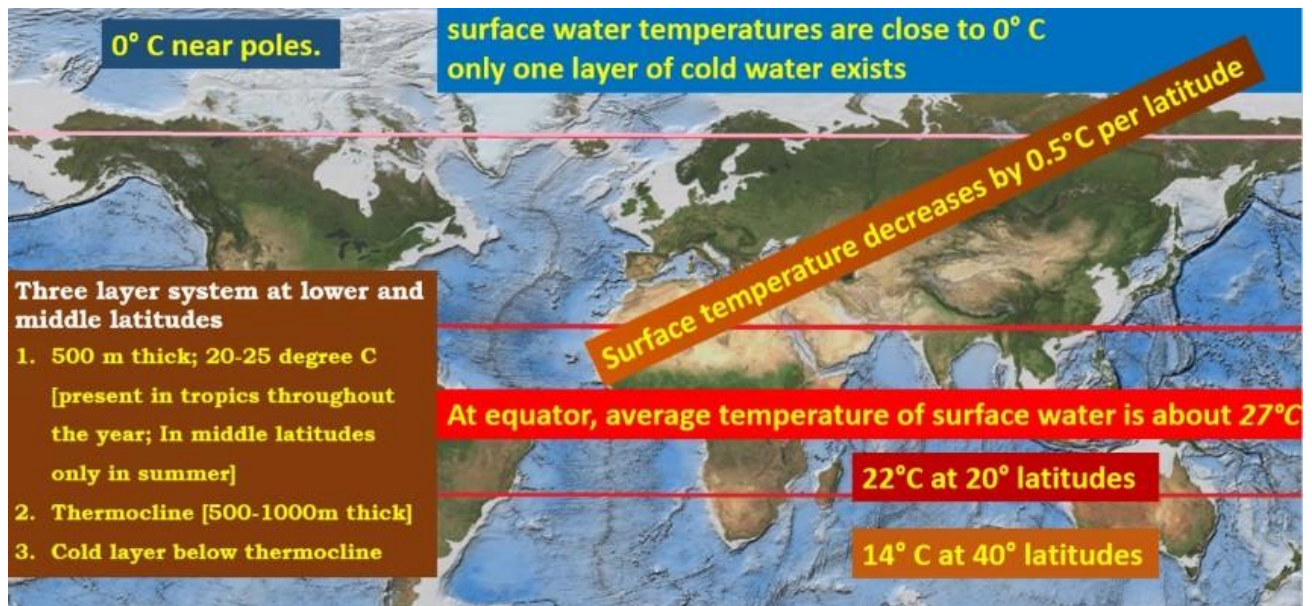 0° C near poles.
surface water temperatures are close to 0° C
only one layer of cold water exists
Surface temperature decreases by 0.5°C per latitude
Three layer system at lower and
middle latitudes
1. 500 m thick; 20-25 degree C
[present in tropics throughout
the year; In middle latitudes
only in summer]
2. Thermocline [500-1000m thick]
3. Cold layer below thermocline
At equator, average temperature of surface water is about 27°C
22°C at 20° latitudes
14° C at 40° latitudes